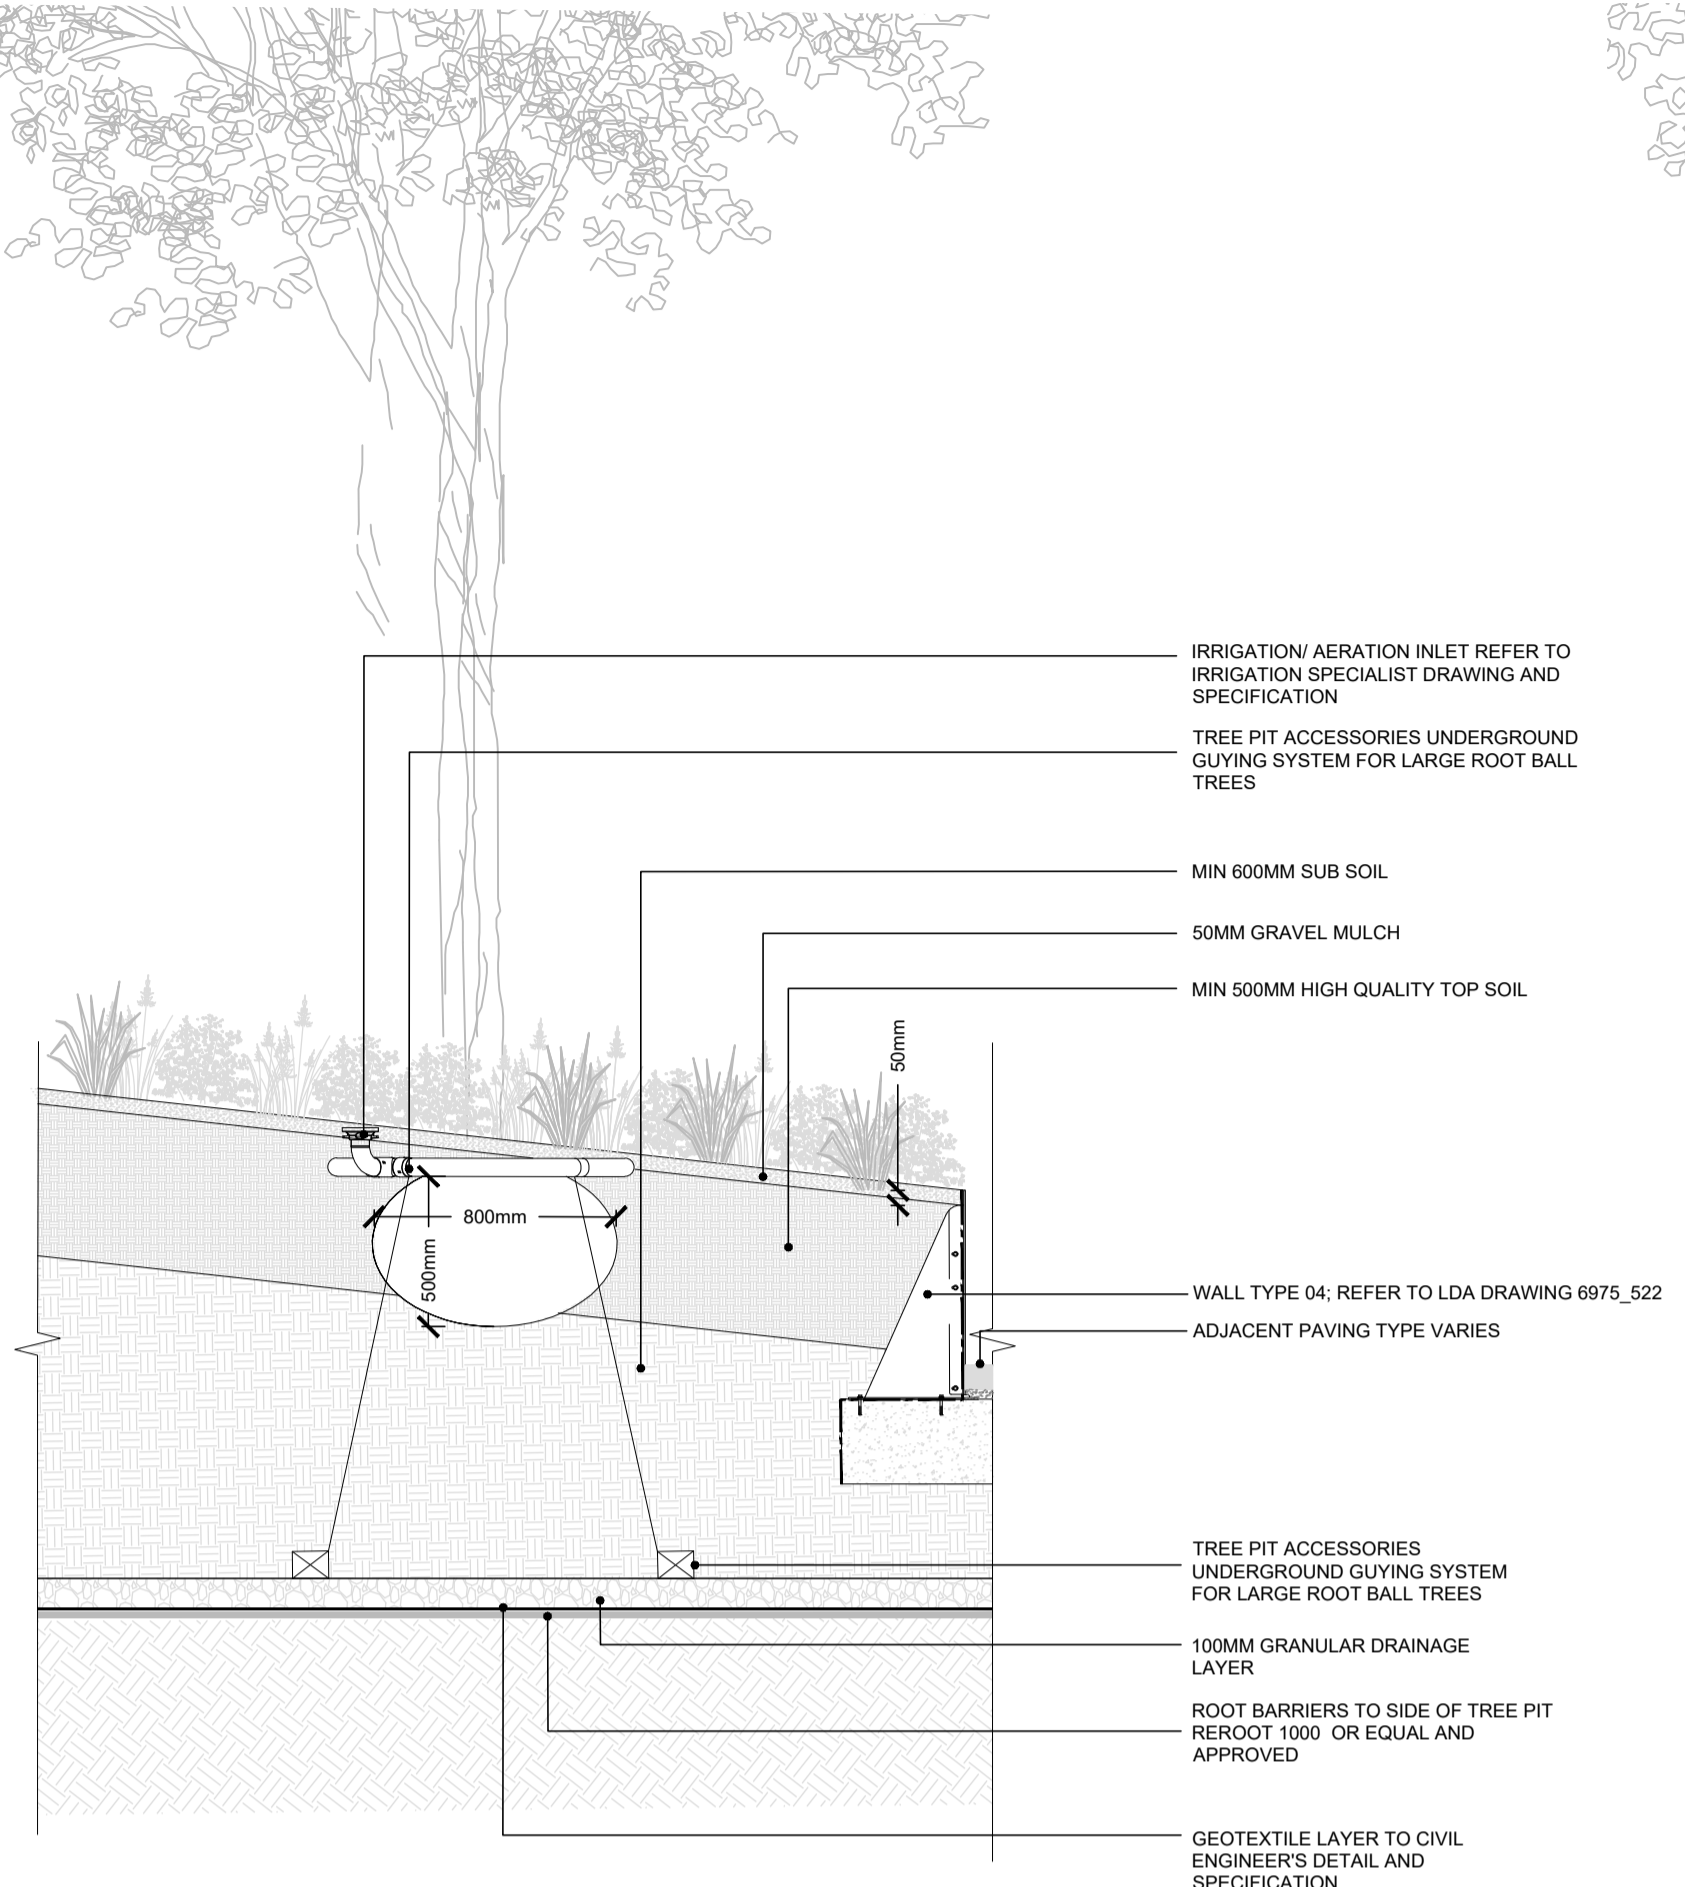 IRRIGATION/ AERATION INLET REFER TO
IRRIGATION SPECIALIST DRAWING AND
SPECIFICATION
TREE PIT ACCESSORIES UNDERGROUND
GUYING SYSTEM FOR LARGE ROOT BALL
TREES
MIN 600MM SUB SOIL
50MM GRAVEL MULCH
MIN 500MM HIGH QUALITY TOP SOIL
50mm
800mm
500mm
WALL TYPE 04; REFER TO LDA DRAWING 6975_522
ADJACENT PAVING TYPE VARIES
TREE PIT ACCESSORIES
UNDERGROUND GUYING SYSTEM
FOR LARGE ROOT BALL TREES
100MM GRANULAR DRAINAGE
LAYER
ROOT BARRIERS TO SIDE OF TREE PIT
REROOT 1000 OR EQUAL AND
APPROVED
GEOTEXTILE LAYER TO CIVIL
ENGINEER'S DETAIL AND
SPECIFICATION